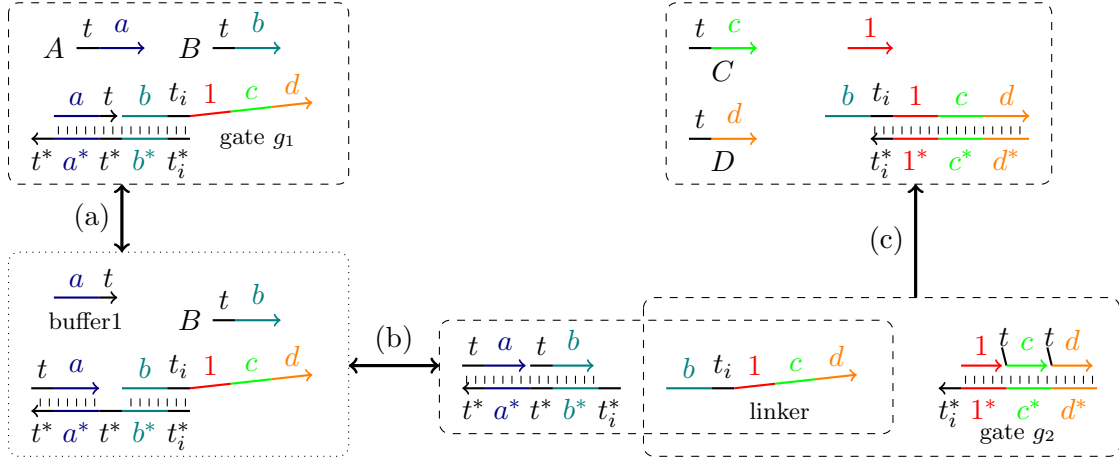 t a t b
A B
a t b t_i 1 c d
gate g_1
t* a* t* b* t_i*
(a)
a t
buffer1
t b
B
t a b t_i 1 c d
t* a* t* b* t_i*
(b)
t a t b
t* a* t* b* t_i*
b t_i 1 c d
linker
1 t c t d
t_i* 1* c* d*
gate g_2
(c)
t c 1
C
b t_i 1 c d
t d
D
t_i* 1* c* d*